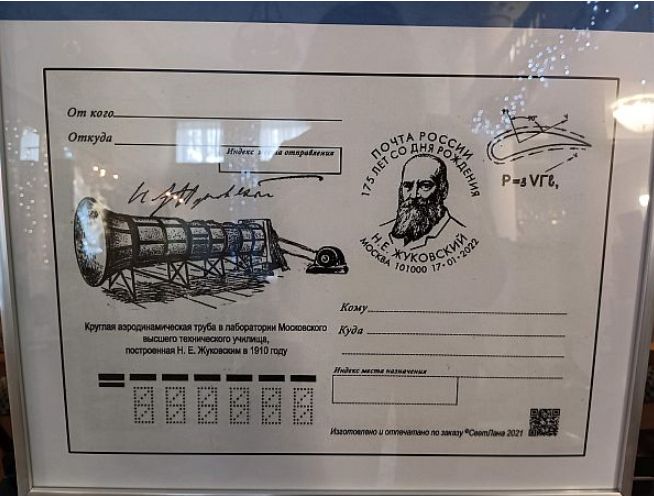 От кого
Откуда
Индекс места отправления
ПОЧТА РОССИИ
175 ЛЕТ СО ДНЯ РОЖДЕНИЯ
Н.Е. ЖУКОВСКИЙ
МОСКВА 101000 17·01·2022
Круглая аэродинамическая труба в лаборатории Московского
высшего технического училища,
построенная Н. Е. Жуковским в 1910 году
Кому
Куда
Индекс места назначения
Изготовлено и отпечатано по заказу ©СветЛана 2021